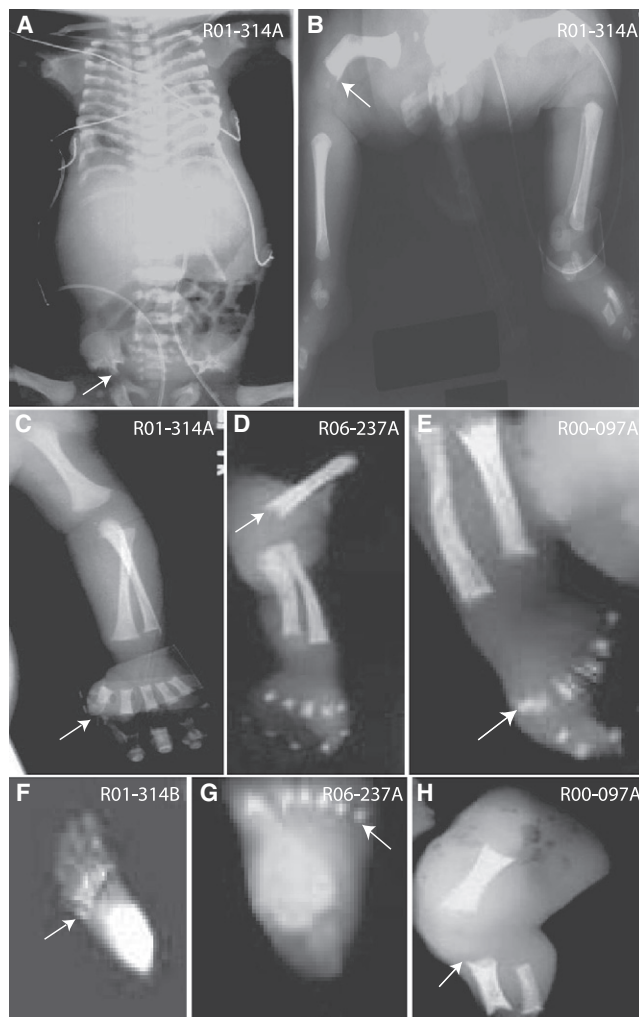 A R01-314A
B R01-314A
C R01-314A
D R06-237A
E R00-097A
F R01-314B
G R06-237A
H R00-097A